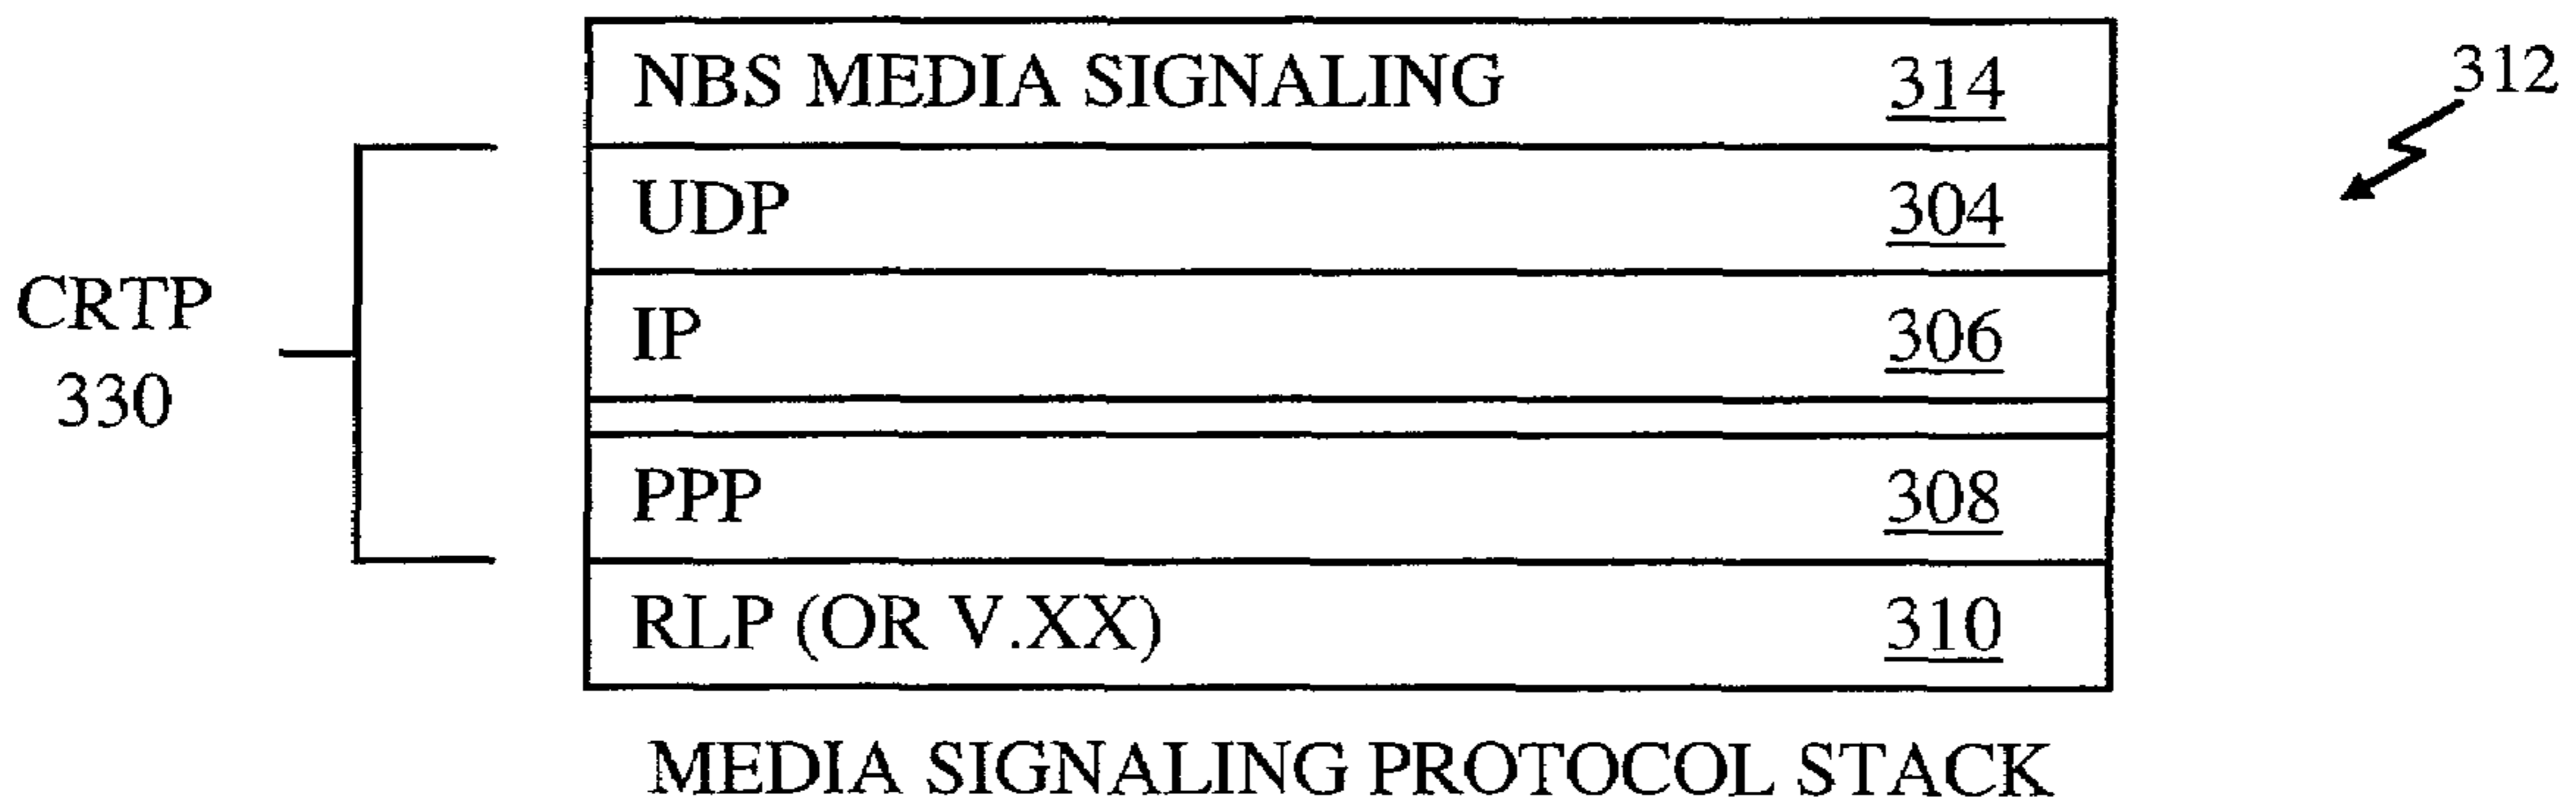 NBS MEDIA SIGNALING 314
312
UDP 304
CRTP
330
IP 306
PPP 308
RLP (OR V.XX) 310
MEDIA SIGNALING PROTOCOL STACK